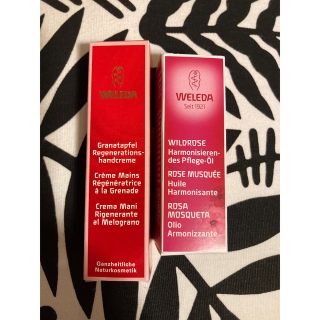 WELEDA
Granatapfel
Regenerations-
handcreme
Crème Mains
Régénératrice
à la Grenade
Crema Mani
Rigenerante
al Melograno
Ganzheitliche
Naturkosmetik
WELEDA
Seit 1921
WILDROSE
Harmonisieren-
des Pflege-Öl
ROSE MUSQUÉE
Huile
Harmonisante
ROSA
MOSQUETA
Olio
Armonizzante